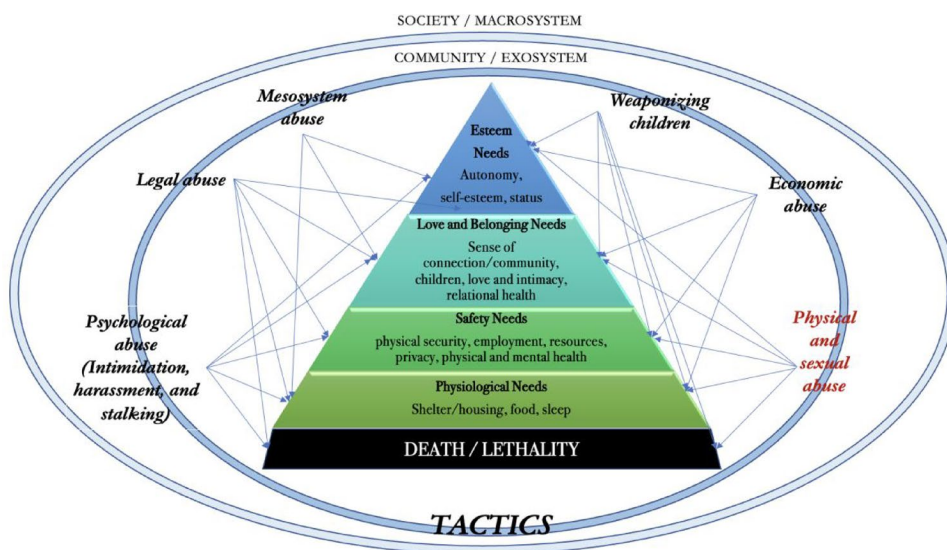 SOCIETY / MACROSYSTEM
COMMUNITY / EXOSYSTEM
Mesosystem
abuse
Weaponizing
children
Legal abuse
Economic
abuse
Esteem
Needs
Autonomy,
self-esteem, status
Love and Belonging Needs
Sense of
connection/community,
children, love and intimacy,
relational health
Psychological
abuse
(Intimidation,
harassment, and
stalking)
Safety Needs
physical security, employment, resources,
privacy, physical and mental health
Physical
and
sexual
abuse
Physiological Needs
Shelter/housing, food, sleep
DEATH / LETHALITY
TACTICS